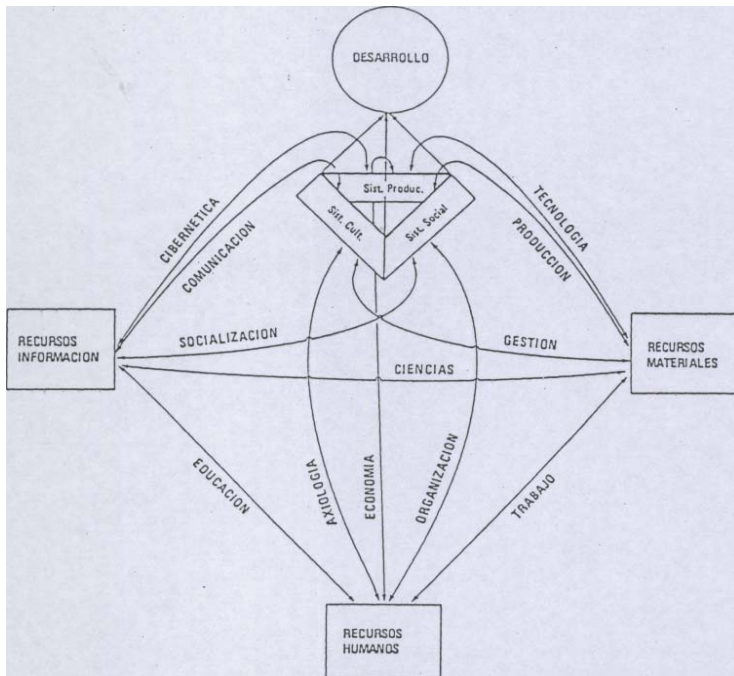 DESARROLLO
Sist. Produc.
Sist. Cult.
Sist. Social
CIBERNETICA
COMUNICACION
TECNOLOGIA
PRODUCCION
RECURSOS
INFORMACION
SOCIALIZACION
GESTION
RECURSOS
MATERIALES
CIENCIAS
EDUCACION
AXIOLOGIA
ECONOMIA
ORGANIZACION
TRABAJO
RECURSOS
HUMANOS